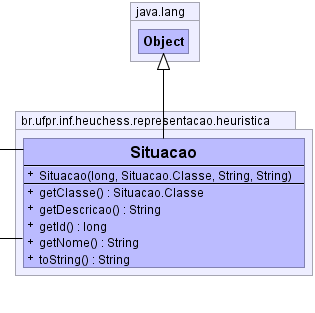 java.lang
Object
br.ufpr.inf.heuchess.representacao.heuristica
Situacao
+ Situacao(long, Situacao.Classe, String, String)
+ getClasse() : Situacao.Classe
+ getDescricao() : String
+ getId() : long
+ getNome() : String
+ toString() : String